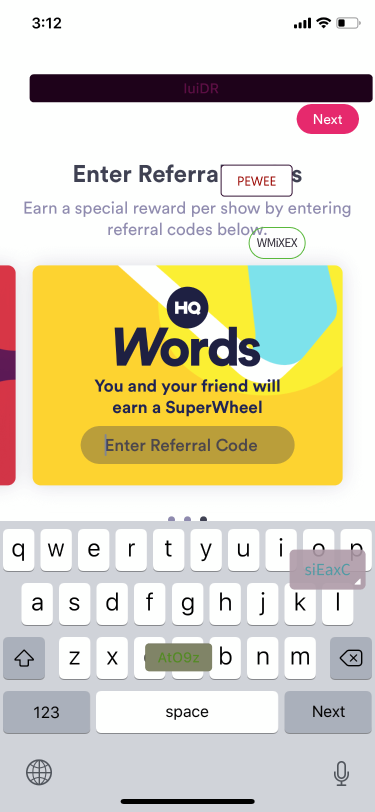 3:12
IuiDR
Next
Enter Referra s
PEWEE
Earn a special reward per show by entering
referral codes below.
WMiXEX
HQ
Words
You and your friend will
earn a SuperWheel
Enter Referral Code
q w e r t y u i o p
siEaxC
a s d f g h j k l
z x b n m
AtO9z
123 space Next